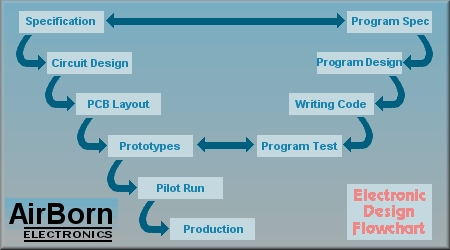 Specification
Program Spec
Circuit Design
Program Design
PCB Layout
Writing Code
Prototypes
Program Test
Pilot Run
Production
AirBorn
ELECTRONICS
Electronic
Design
Flowchart